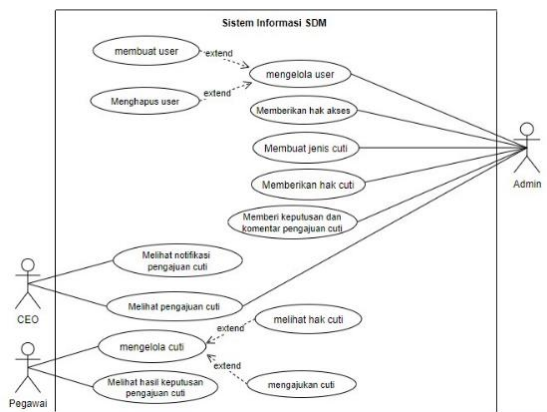 Sistem Informasi SDM
membuat user
extend
mengelola user
Menghapus user
extend
Memberikan hak akses
Membuat jenis cuti
Admin
Memberikan hak cuti
Memberi keputusan dan
komentar pengajuan cuti
Melihat notifikasi
pengajuan cuti
CEO
Melihat pengajuan cuti
melihat hak cuti
extend
mengelola cuti
extend
Pegawai
Melihat hasil keputusan
pengajuan cuti
mengajukan cuti